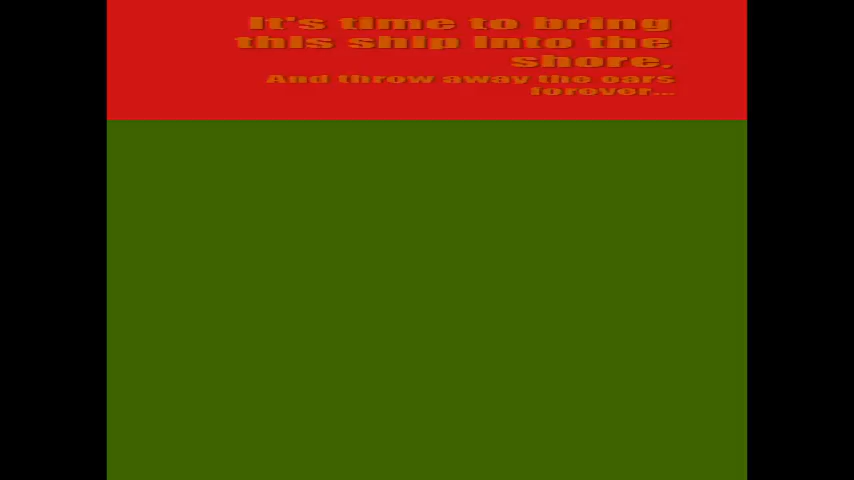 It's time to bring
this ship into the
shore,
And throw away the oars
forever...